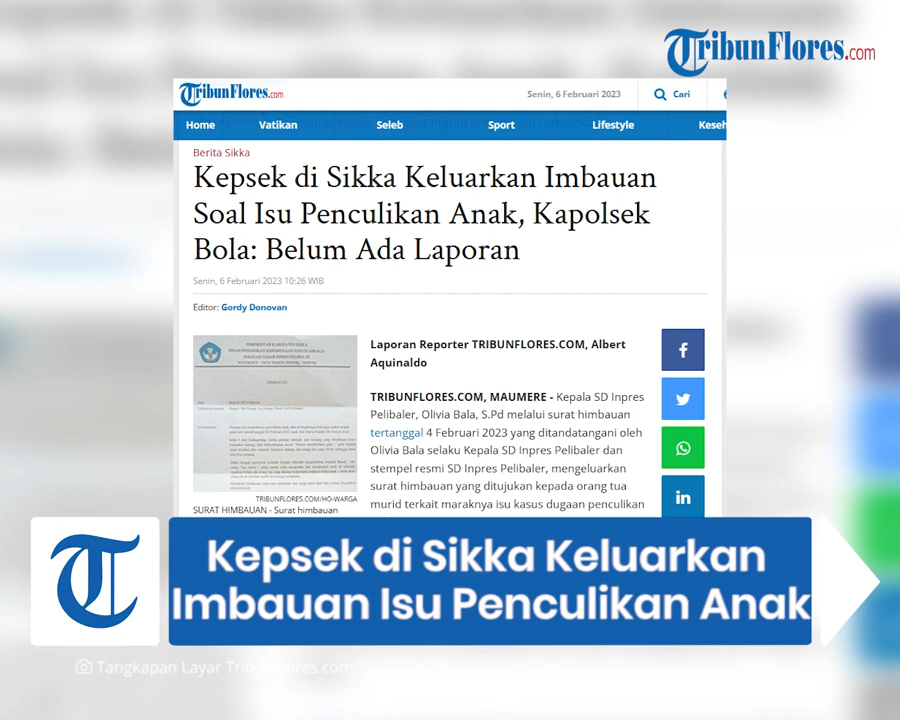 TribunFlores.com
TribunFlores.com
Senin, 6 Februari 2023
Cari
Home
Vatikan
Seleb
Sport
Lifestyle
Keseh
Berita Sikka
Kepsek di Sikka Keluarkan Imbauan
Soal Isu Penculikan Anak, Kapolsek
Bola: Belum Ada Laporan
Senin, 6 Februari 2023 10:26 WIB
Editor: Gordy Donovan
TRIBUNFLORES.COM/HO-WARGA
SURAT HIMBAUAN - Surat himbauan
Laporan Reporter TRIBUNFLORES.COM, Albert
Aquinaldo
TRIBUNFLORES.COM, MAUMERE - Kepala SD Inpres
Pelibaler, Olivia Bala, S.Pd melalui surat himbauan
tertanggal 4 Februari 2023 yang ditandatangani oleh
Olivia Bala selaku Kepala SD Inpres Pelibaler dan
stempel resmi SD Inpres Pelibaler, mengeluarkan
surat himbauan yang ditujukan kepada orang tua
murid terkait maraknya isu kasus dugaan penculikan
Kepsek di Sikka Keluarkan
Imbauan Isu Penculikan Anak
Tangkapan Layar TribunFlores.com